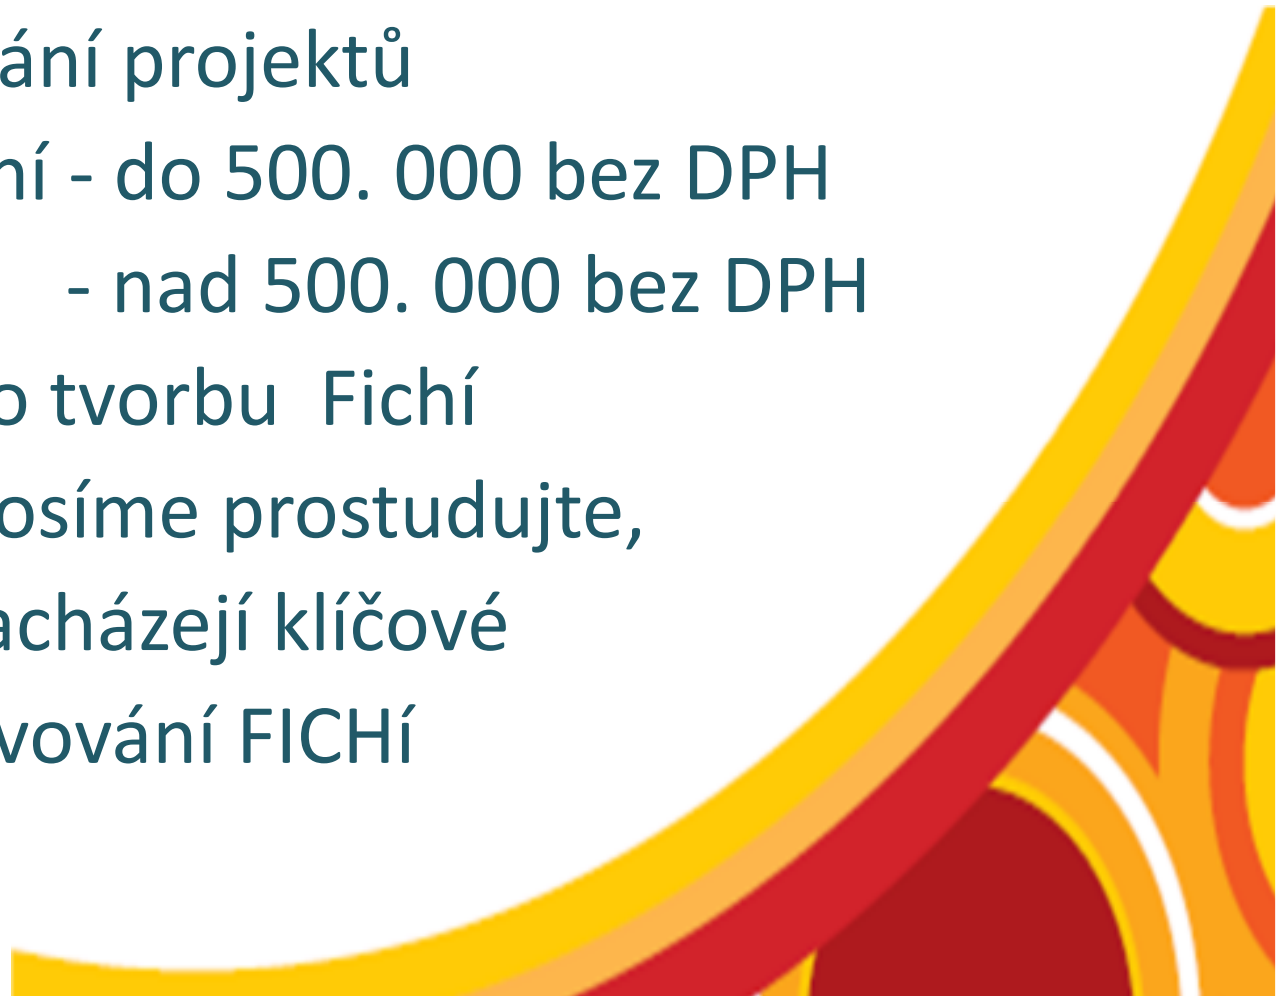 ání projektů
ní - do 500. 000 bez DPH
- nad 500. 000 bez DPH
o tvorbu  Fichí
osíme prostudujte,
acházejí klíčové
vování FICHí